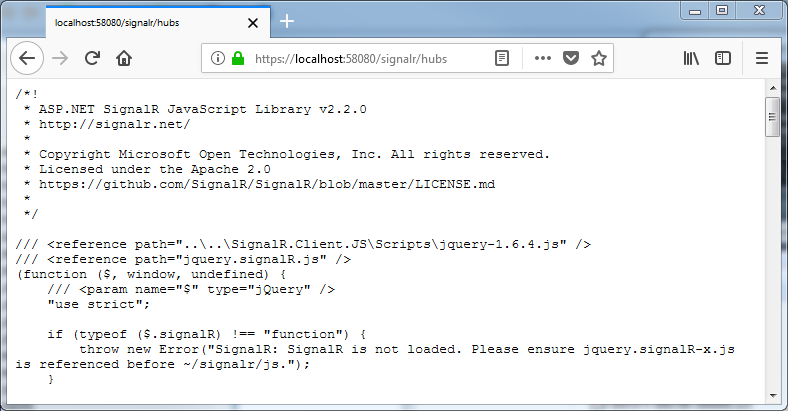 localhost:58080/signalr/hubs
https://localhost:58080/signalr/hubs
/*!
 * ASP.NET SignalR JavaScript Library v2.2.0
 * http://signalr.net/
 *
 * Copyright Microsoft Open Technologies, Inc. All rights reserved.
 * Licensed under the Apache 2.0
 * https://github.com/SignalR/SignalR/blob/master/LICENSE.md
 *
 */

/// <reference path="..\..\SignalR.Client.JS\Scripts\jquery-1.6.4.js" />
/// <reference path="jquery.signalR.js" />
(function ($, window, undefined) {
    /// <param name="$" type="jQuery" />
    "use strict";

    if (typeof ($.signalR) !== "function") {
        throw new Error("SignalR: SignalR is not loaded. Please ensure jquery.signalR-x.js
is referenced before ~/signalr/js.");
    }